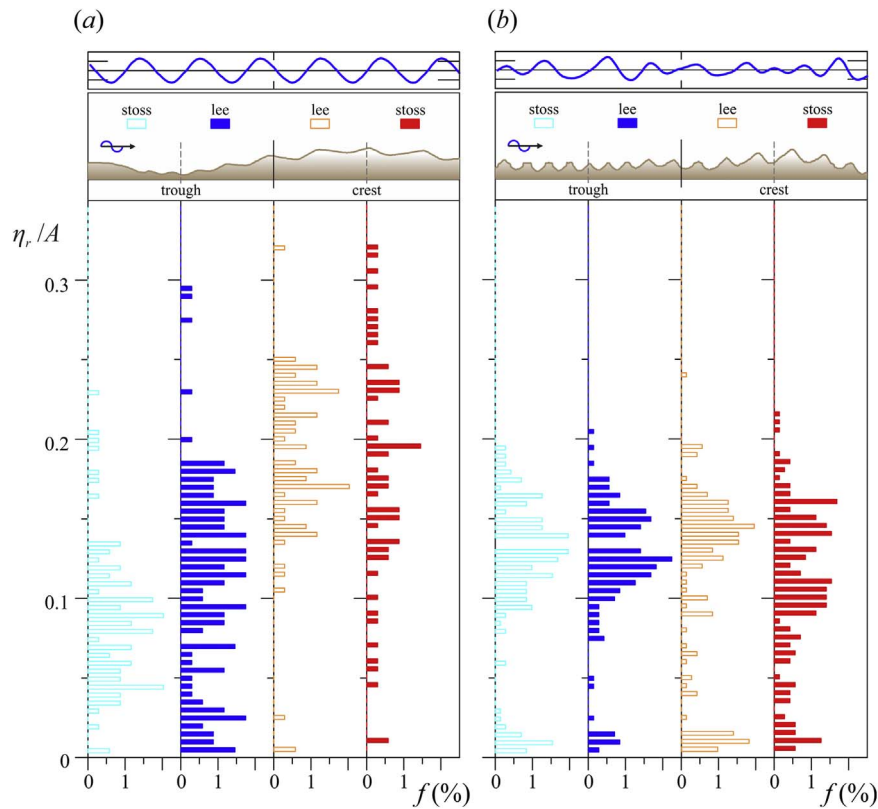 (a)
(b)
stoss lee lee stoss
stoss lee lee stoss
trough crest
trough crest
η_r/A
0.3
0.2
0.1
0
0 1 0 1 0 1 0 1
f(%)
0 1 0 1 0 1 0 1
f(%)